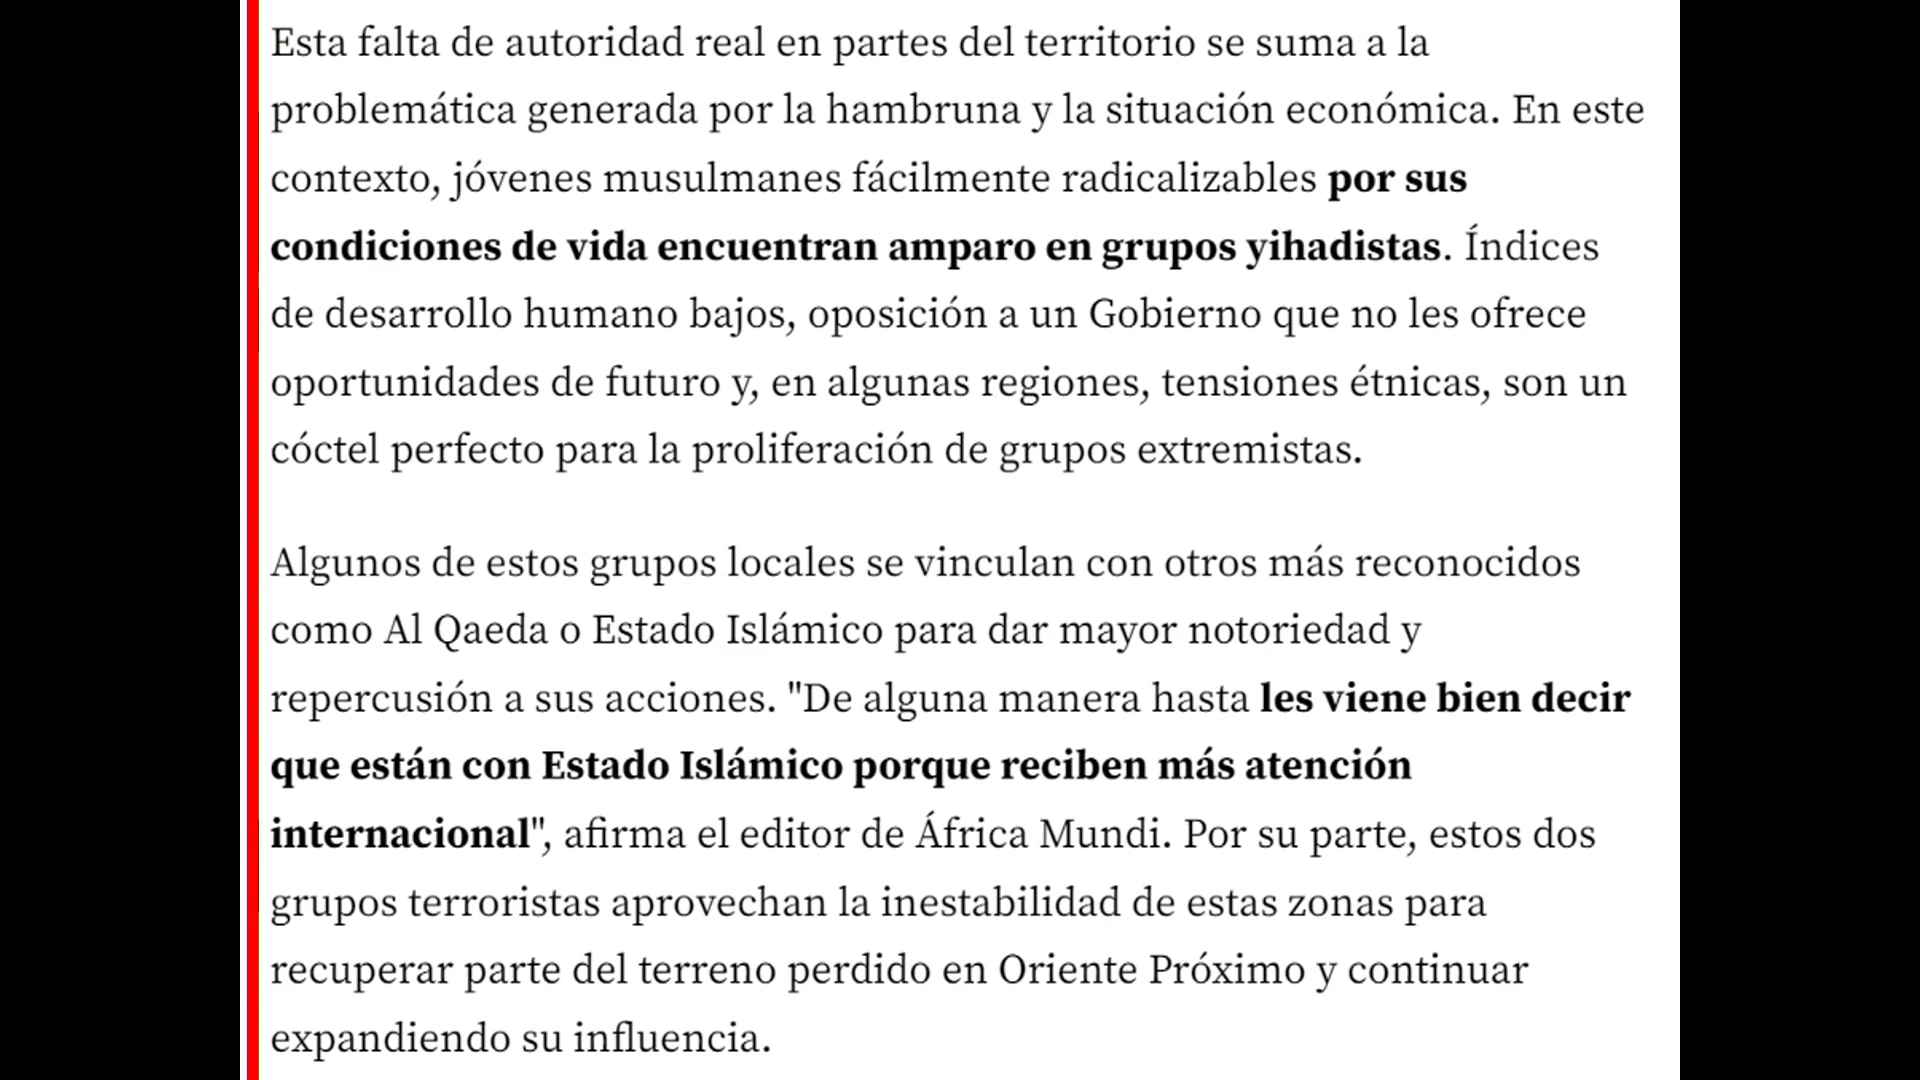 Esta falta de autoridad real en partes del territorio se suma a la
problemática generada por la hambruna y la situación económica. En este
contexto, jóvenes musulmanes fácilmente radicalizables por sus
condiciones de vida encuentran amparo en grupos yihadistas. Índices
de desarrollo humano bajos, oposición a un Gobierno que no les ofrece
oportunidades de futuro y, en algunas regiones, tensiones étnicas, son un
cóctel perfecto para la proliferación de grupos extremistas.
Algunos de estos grupos locales se vinculan con otros más reconocidos
como Al Qaeda o Estado Islámico para dar mayor notoriedad y
repercusión a sus acciones. "De alguna manera hasta les viene bien decir
que están con Estado Islámico porque reciben más atención
internacional", afirma el editor de África Mundi. Por su parte, estos dos
grupos terroristas aprovechan la inestabilidad de estas zonas para
recuperar parte del terreno perdido en Oriente Próximo y continuar
expandiendo su influencia.